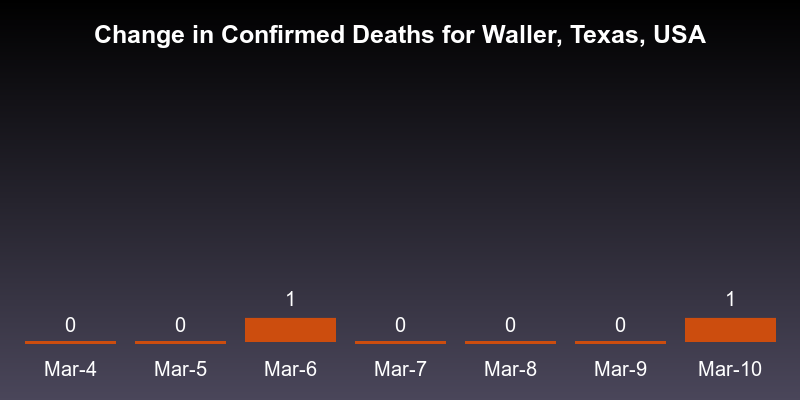 Change in Confirmed Deaths for Waller, Texas, USA
0 0 1 0 0 0 1
Mar-4 Mar-5 Mar-6 Mar-7 Mar-8 Mar-9 Mar-10